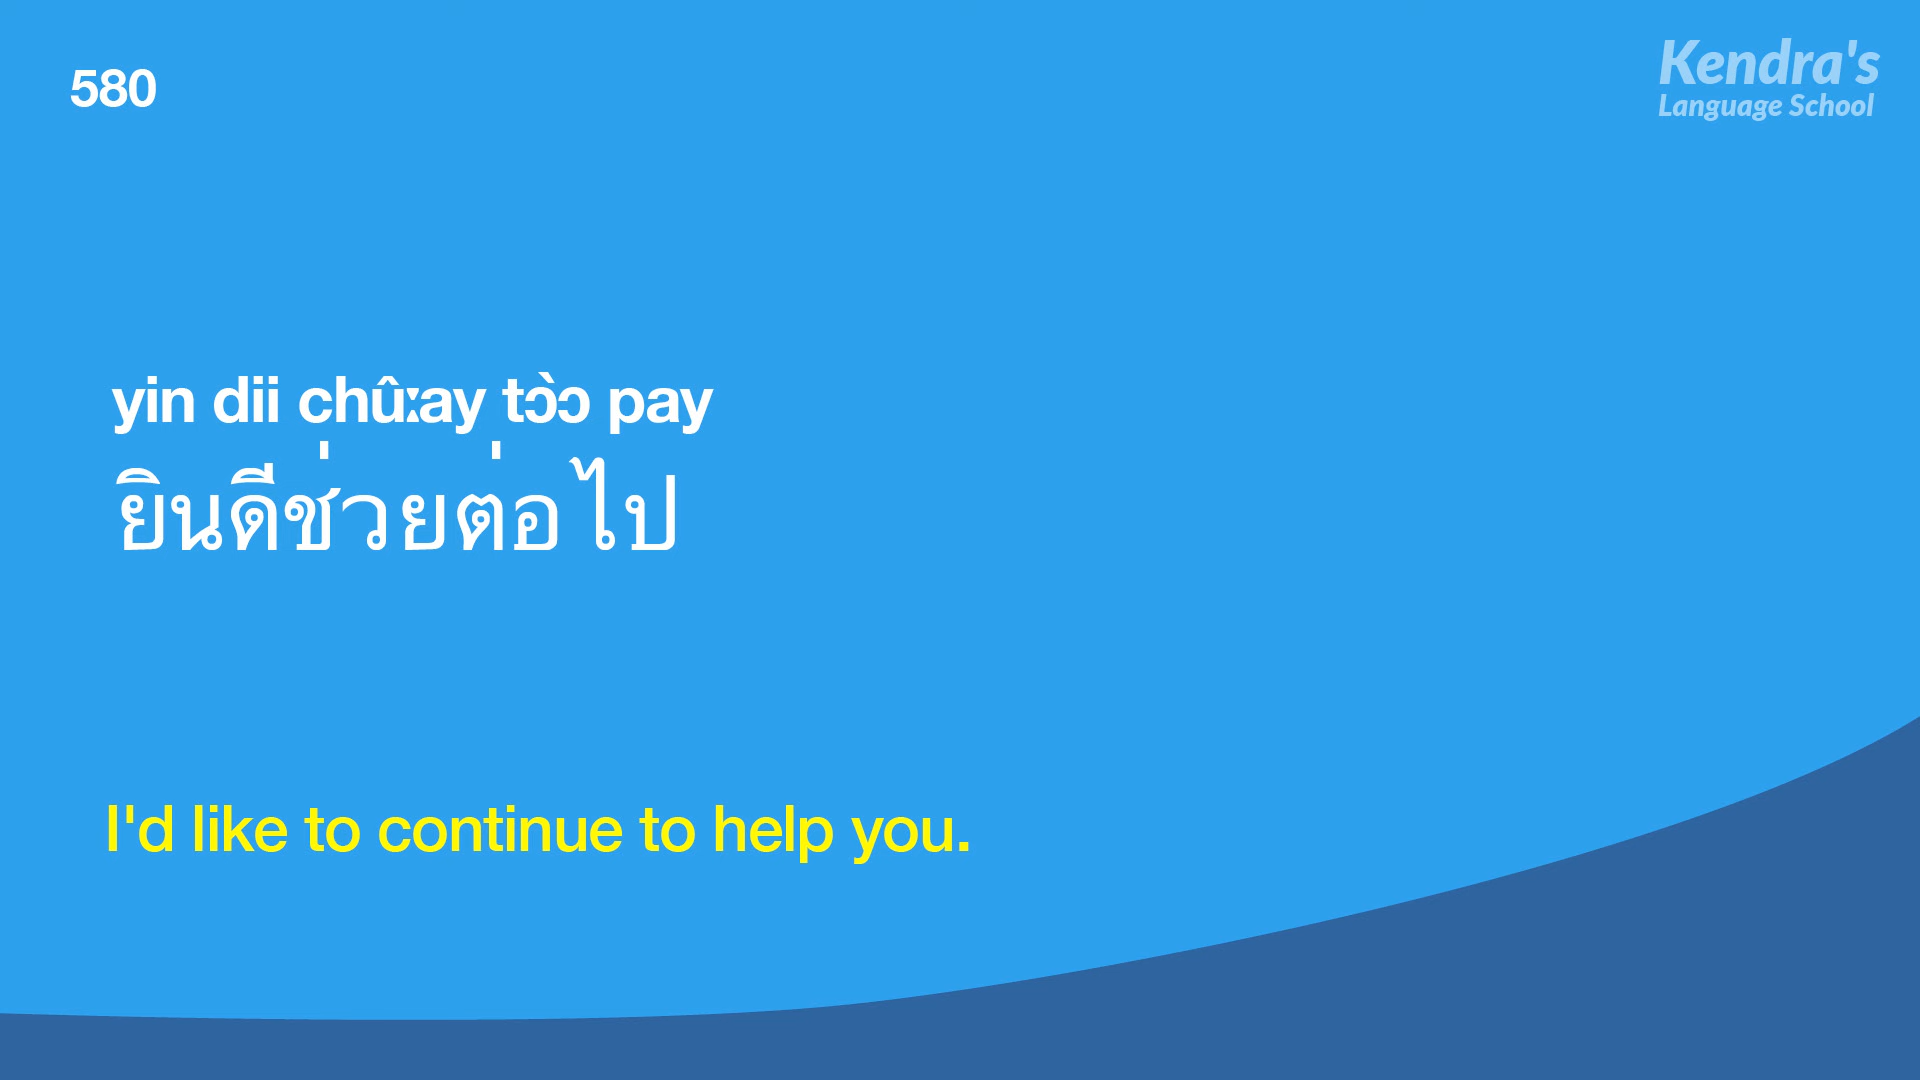 580
Kendra's
Language School
yin dii chûːay tɔ̀ɔ pay
ยินดีช่วยต่อไป
I'd like to continue to help you.